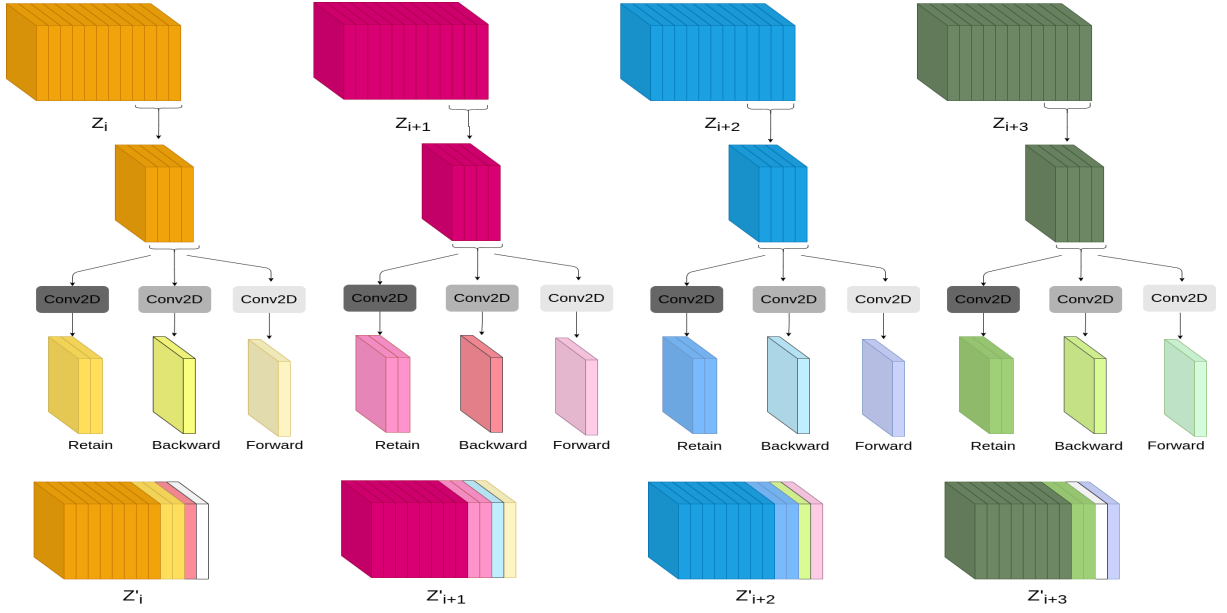 Zi
Zi+1
Zi+2
Zi+3
Conv2D Conv2D Conv2D
Conv2D Conv2D Conv2D
Conv2D Conv2D Conv2D
Conv2D Conv2D Conv2D
Retain Backward Forward
Retain Backward Forward
Retain Backward Forward
Retain Backward Forward
Z'i
Z'i+1
Z'i+2
Z'i+3